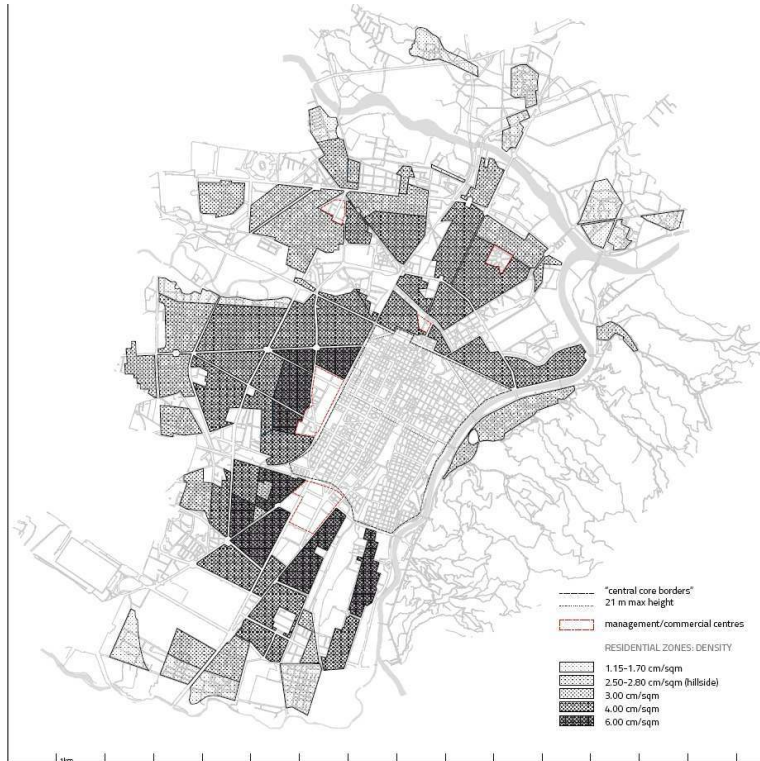 "central core borders"
21 m max height
management/commercial centres
RESIDENTIAL ZONES: DENSITY
1.15-1.70 cm/sqm
2.50-2.80 cm/sqm (hillside)
3.00 cm/sqm
4.00 cm/sqm
6.00 cm/sqm
1km